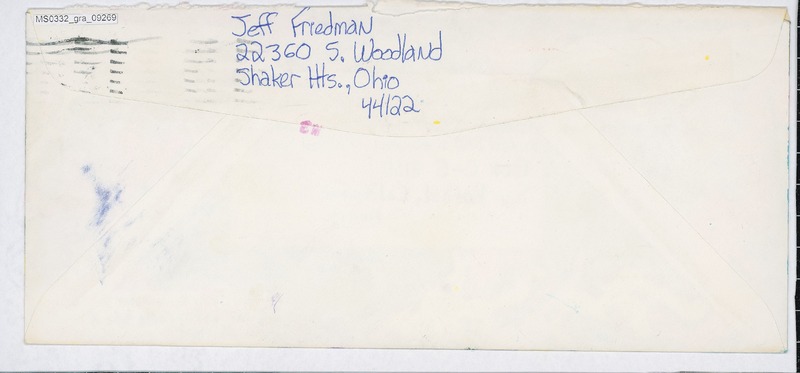 MS0332_gra_09269
Jeff Friedman
22360 S. Woodland
Shaker Hts., Ohio
44122